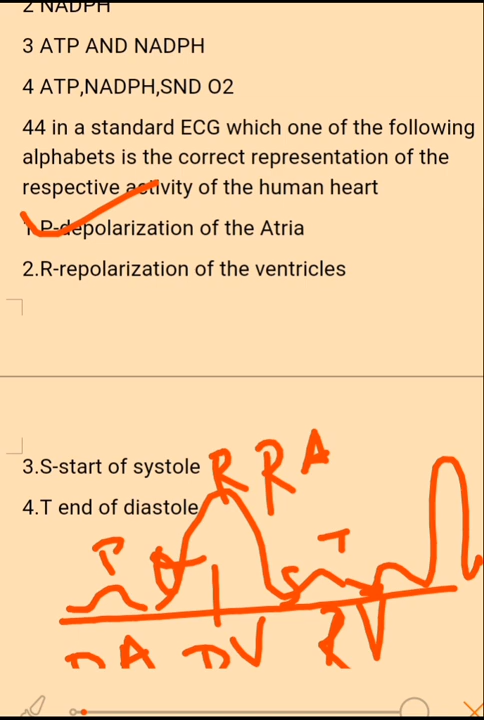 2 NADPH
3 ATP AND NADPH
4 ATP,NADPH,SND O2
44 in a standard ECG which one of the following
alphabets is the correct representation of the
respective activity of the human heart
1.P-depolarization of the Atria
2.R-repolarization of the ventricles
3.S-start of systole
4.T end of diastole
R R A
P Q S T
DA DV RV